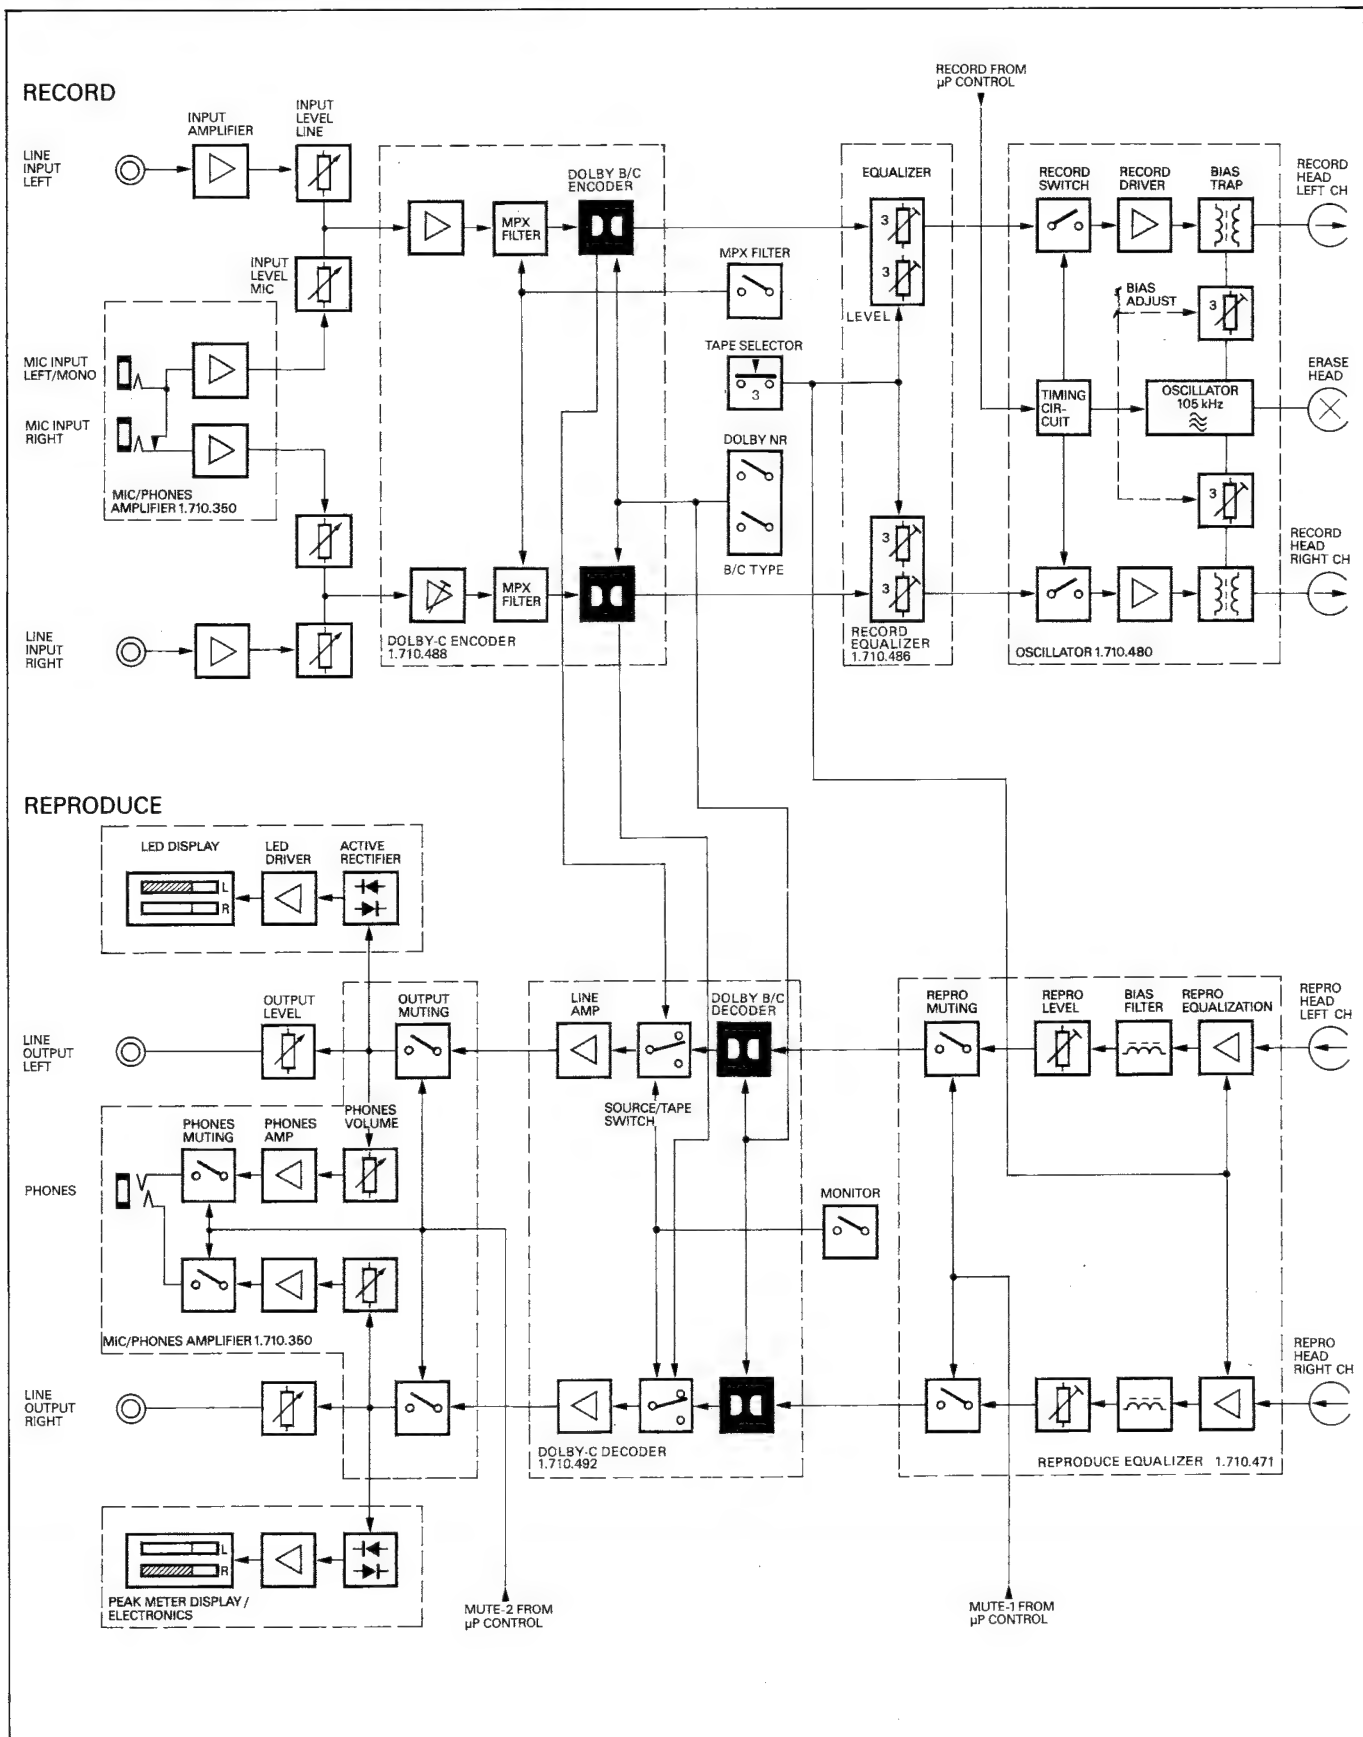 RECORD
RECORD FROM
µP CONTROL
LINE
INPUT
LEFT
INPUT
AMPLIFIER
INPUT
LEVEL
LINE
INPUT
LEVEL
MIC
MIC INPUT
LEFT/MONO
MIC INPUT
RIGHT
MIC/PHONES
AMPLIFIER 1.710.350
LINE
INPUT
RIGHT
MPX
FILTER
DOLBY B/C
ENCODER
MPX
FILTER
DOLBY-C ENCODER
1.710.488
MPX FILTER
TAPE SELECTOR
3
DOLBY NR
B/C TYPE
EQUALIZER
3
3
LEVEL
3
3
RECORD
EQUALIZER
1.710.486
RECORD
SWITCH
RECORD
DRIVER
BIAS
TRAP
BIAS
ADJUST
3
TIMING
CIR-
CUIT
OSCILLATOR
105 kHz
3
OSCILLATOR 1.710.480
RECORD
HEAD
LEFT CH
ERASE
HEAD
RECORD
HEAD
RIGHT CH
REPRODUCE
LED DISPLAY
LED
DRIVER
ACTIVE
RECTIFIER
L
R
LINE
OUTPUT
LEFT
OUTPUT
LEVEL
OUTPUT
MUTING
LINE
AMP
DOLBY B/C
DECODER
SOURCE/TAPE
SWITCH
REPRO
MUTING
REPRO
LEVEL
BIAS
FILTER
REPRO
EQUALIZATION
REPRO
HEAD
LEFT CH
PHONES
PHONES
MUTING
PHONES
AMP
PHONES
VOLUME
MIC/PHONES AMPLIFIER 1.710.350
MONITOR
LINE
OUTPUT
RIGHT
DOLBY-C DECODER
1.710.492
REPRODUCE EQUALIZER 1.710.471
REPRO
HEAD
RIGHT CH
L
R
PEAK METER DISPLAY /
ELECTRONICS
MUTE-2 FROM
µP CONTROL
MUTE-1 FROM
µP CONTROL